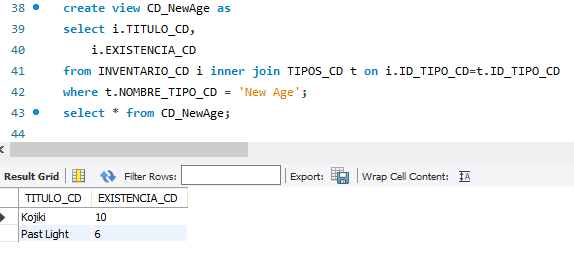 38 create view CD_NewAge as
39 select i.TITULO_CD,
40 i.EXISTENCIA_CD
41 from INVENTARIO_CD i inner join TIPOS_CD t on i.ID_TIPO_CD=t.ID_TIPO_CD
42 where t.NOMBRE_TIPO_CD = 'New Age';
43 select * from CD_NewAge;
44
Result Grid Filter Rows: Export: Wrap Cell Content: IA
TITULO_CD EXISTENCIA_CD
Kojiki 10
Past Light 6